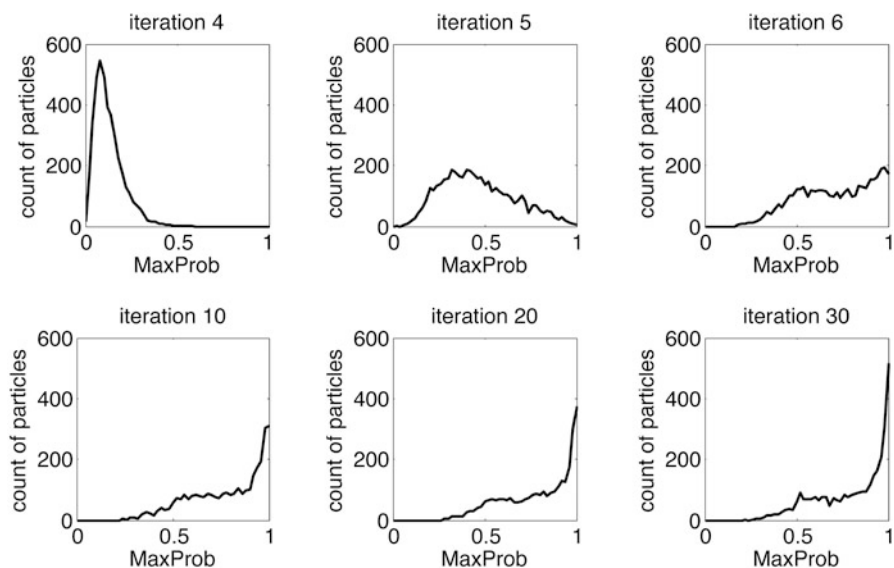 iteration 4
iteration 5
iteration 6
600
400
200
0
count of particles
0 0.5 1
MaxProb
600
400
200
0
count of particles
0 0.5 1
MaxProb
600
400
200
0
count of particles
0 0.5 1
MaxProb
iteration 10
iteration 20
iteration 30
600
400
200
0
count of particles
0 0.5 1
MaxProb
600
400
200
0
count of particles
0 0.5 1
MaxProb
600
400
200
0
count of particles
0 0.5 1
MaxProb